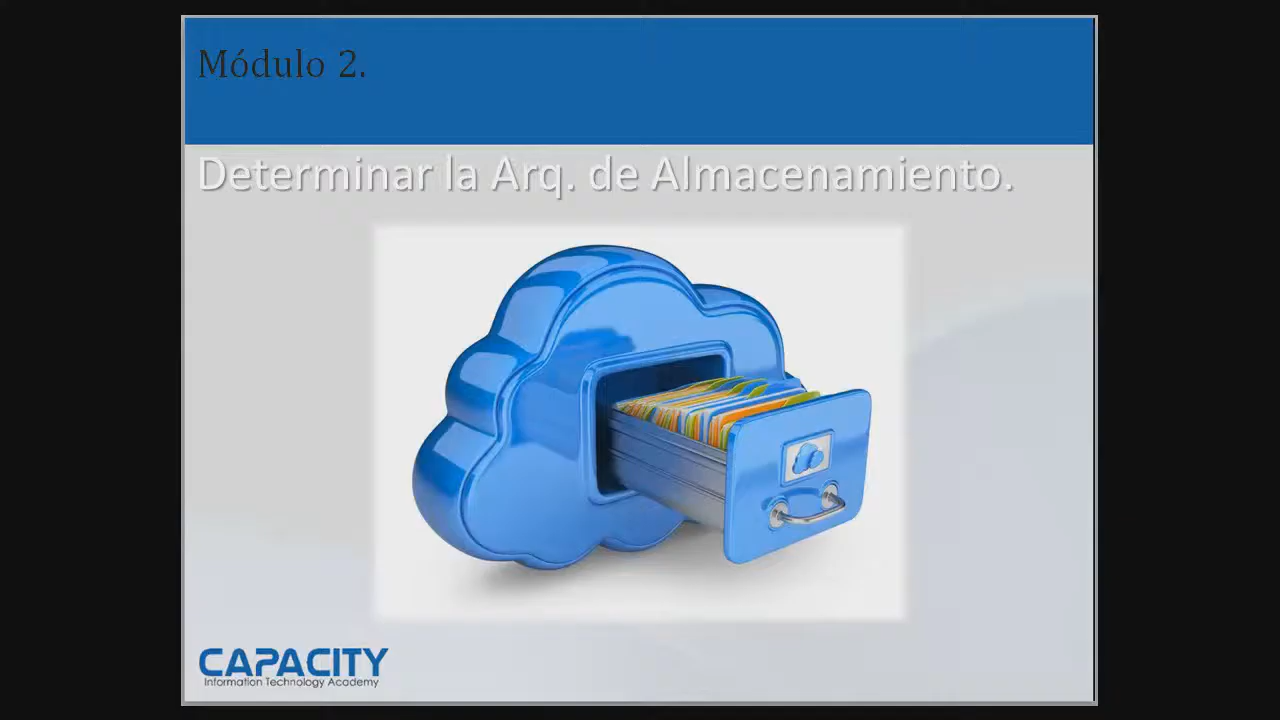 Módulo 2.
Determinar la Arq. de Almacenamiento.
CAPACITY
Information Technology Academy